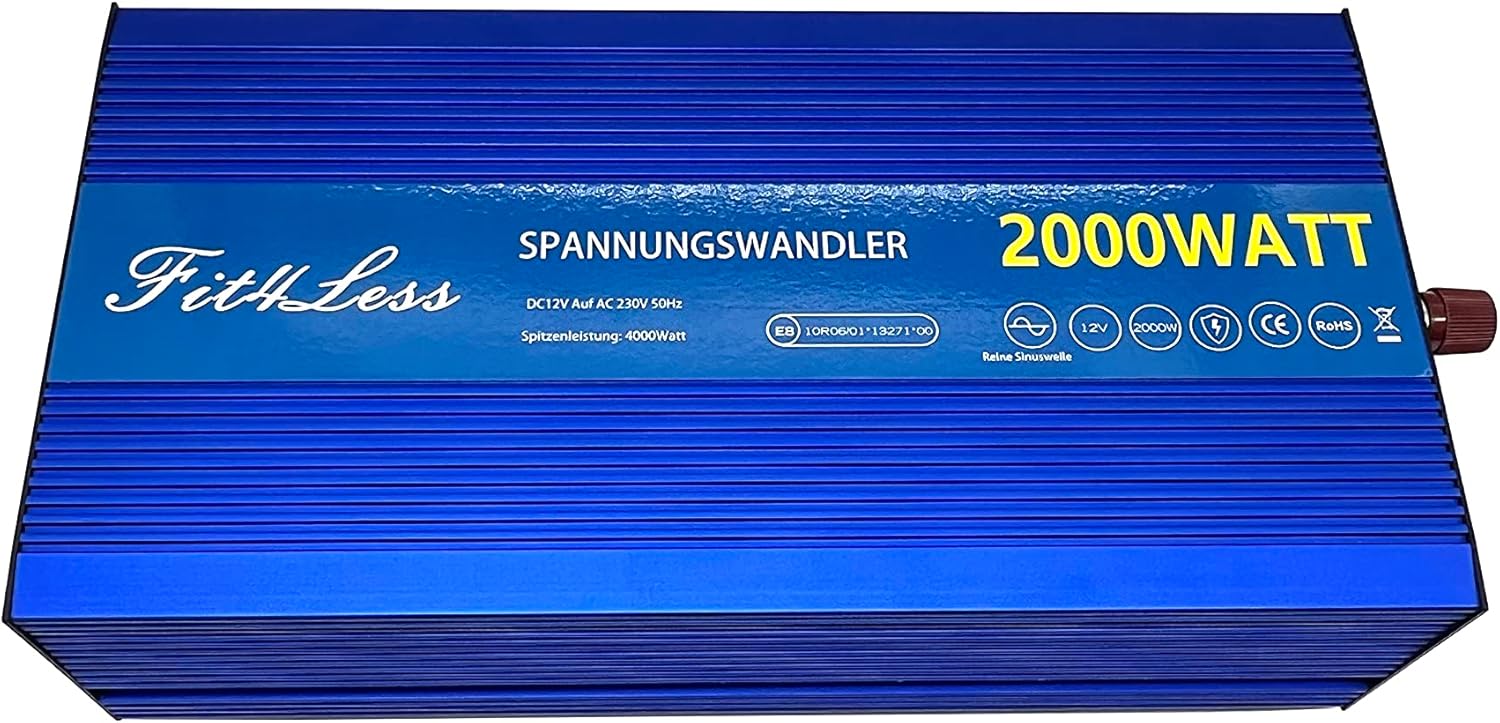 Fit4Less
SPANNUNGSWANDLER
DC12V Auf AC 230V 50Hz
Spitzenleistung: 4000Watt
E8 10R06/01*13271*00
2000WATT
12V
2000W
CE
RoHS
Reine Sinuswelle